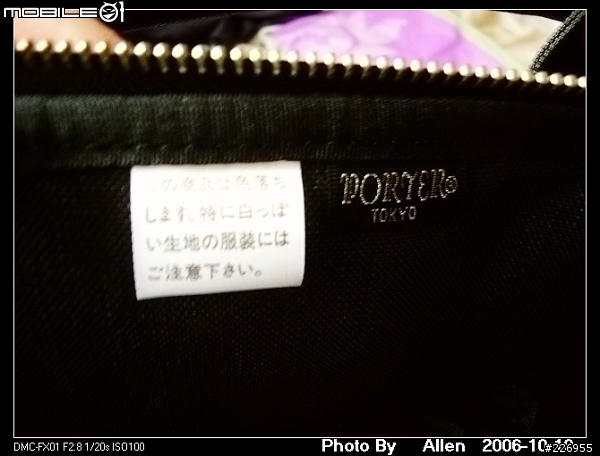 MOBILE01
の商品は色落ち
します。特に白っぽ
い生地の服装には
ご注意下さい。
PORTER®
TOKYO
DMC-FX01 F2.8 1/20s ISO100
Photo By Allen 2006-10-19
#226955